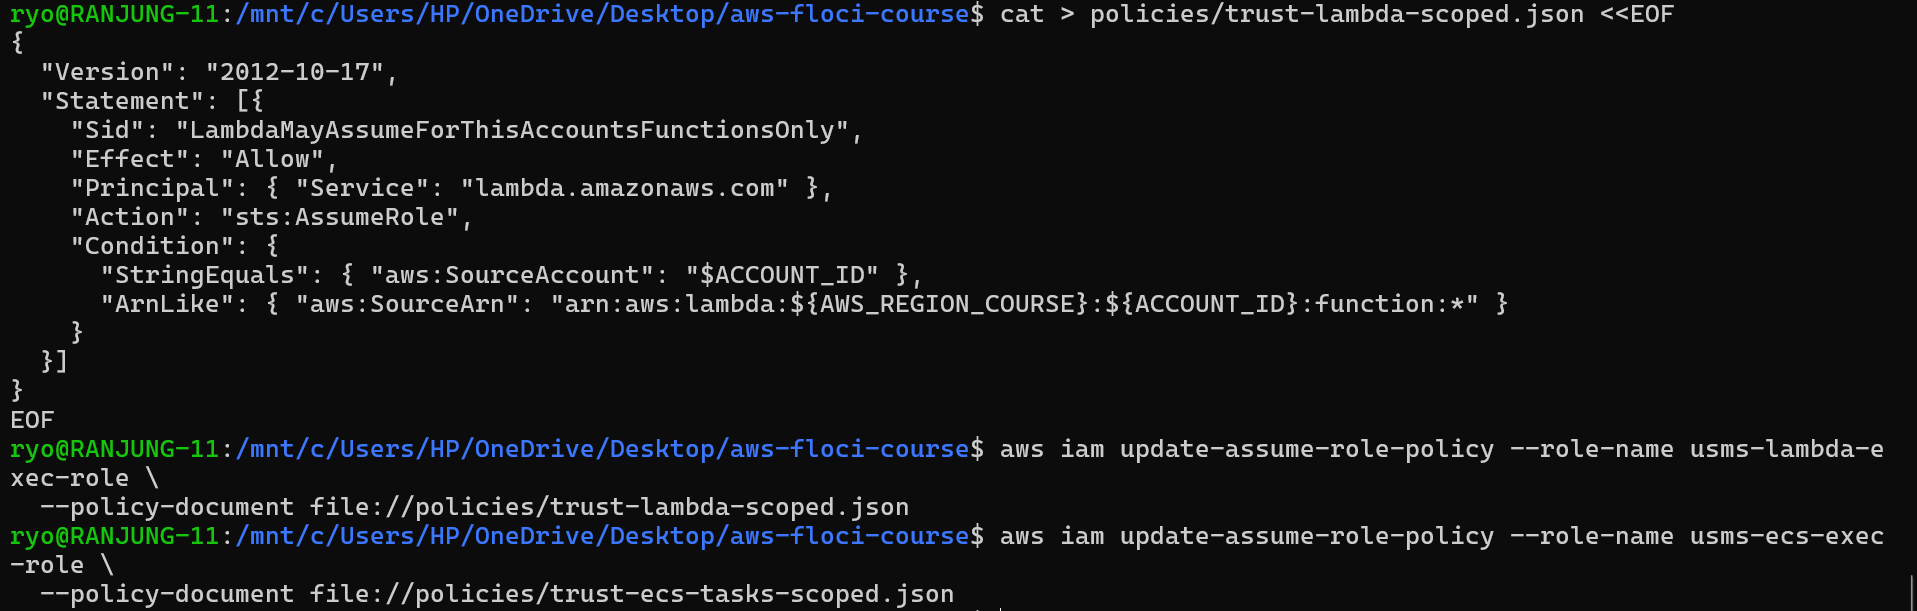 ryo@RANJUNG-11:/mnt/c/Users/HP/OneDrive/Desktop/aws-floci-course$ cat > policies/trust-lambda-scoped.json <<EOF
{
  "Version": "2012-10-17",
  "Statement": [{
    "Sid": "LambdaMayAssumeForThisAccountsFunctionsOnly",
    "Effect": "Allow",
    "Principal": { "Service": "lambda.amazonaws.com" },
    "Action": "sts:AssumeRole",
    "Condition": {
      "StringEquals": { "aws:SourceAccount": "$ACCOUNT_ID" },
      "ArnLike": { "aws:SourceArn": "arn:aws:lambda:${AWS_REGION_COURSE}:${ACCOUNT_ID}:function:*" }
    }
  }]
}
EOF
ryo@RANJUNG-11:/mnt/c/Users/HP/OneDrive/Desktop/aws-floci-course$ aws iam update-assume-role-policy --role-name usms-lambda-e
xec-role \
  --policy-document file://policies/trust-lambda-scoped.json
ryo@RANJUNG-11:/mnt/c/Users/HP/OneDrive/Desktop/aws-floci-course$ aws iam update-assume-role-policy --role-name usms-ecs-exec
-role \
  --policy-document file://policies/trust-ecs-tasks-scoped.json